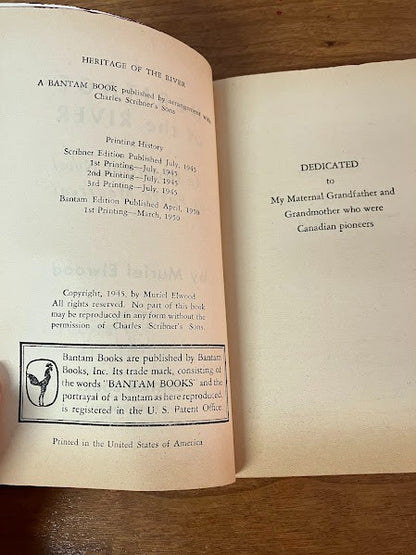 HERITAGE OF THE RIVER
A BANTAM BOOK published by arrangement with
Charles Scribner's Sons
Printing History
Scribner Edition Published July, 1945
1st Printing—July, 1945
2nd Printing—July, 1945
3rd Printing—July, 1945
Bantam Edition Published April, 1950
1st Printing—March, 1950
Copyright, 1945, by Muriel Elwood
All rights reserved. No part of this book
may be reproduced in any form without the
permission of Charles Scribner's Sons.
Bantam Books are published by Bantam
Books, Inc. Its trade mark, consisting of
the words "BANTAM BOOKS" and the
portrayal of a bantam as here reproduced
is registered in the U. S. Patent Office
Printed in the United States of America
DEDICATED
to
My Maternal Grandfather and
Grandmother who were
Canadian pioneers